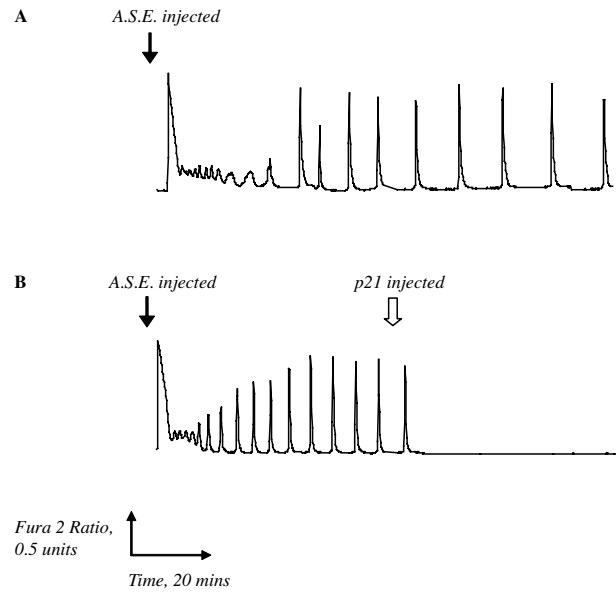 A
A.S.E. injected
B
A.S.E. injected
p21 injected
Fura 2 Ratio,
0.5 units
Time, 20 mins